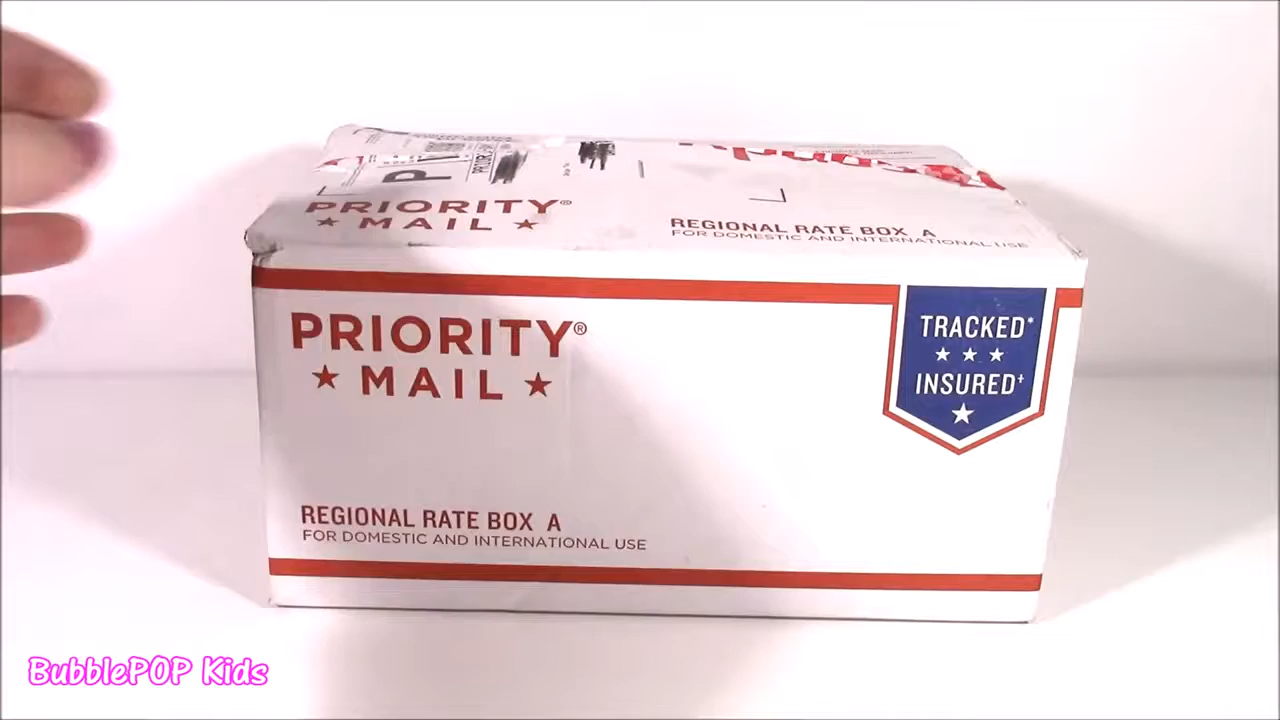 PRIORITY®
★ MAIL ★
REGIONAL RATE BOX A
FOR DOMESTIC AND INTERNATIONAL USE
PRIORITY®
★ MAIL ★
TRACKED*
★ ★ ★
INSURED†
★
REGIONAL RATE BOX A
FOR DOMESTIC AND INTERNATIONAL USE
BubblePOP Kids